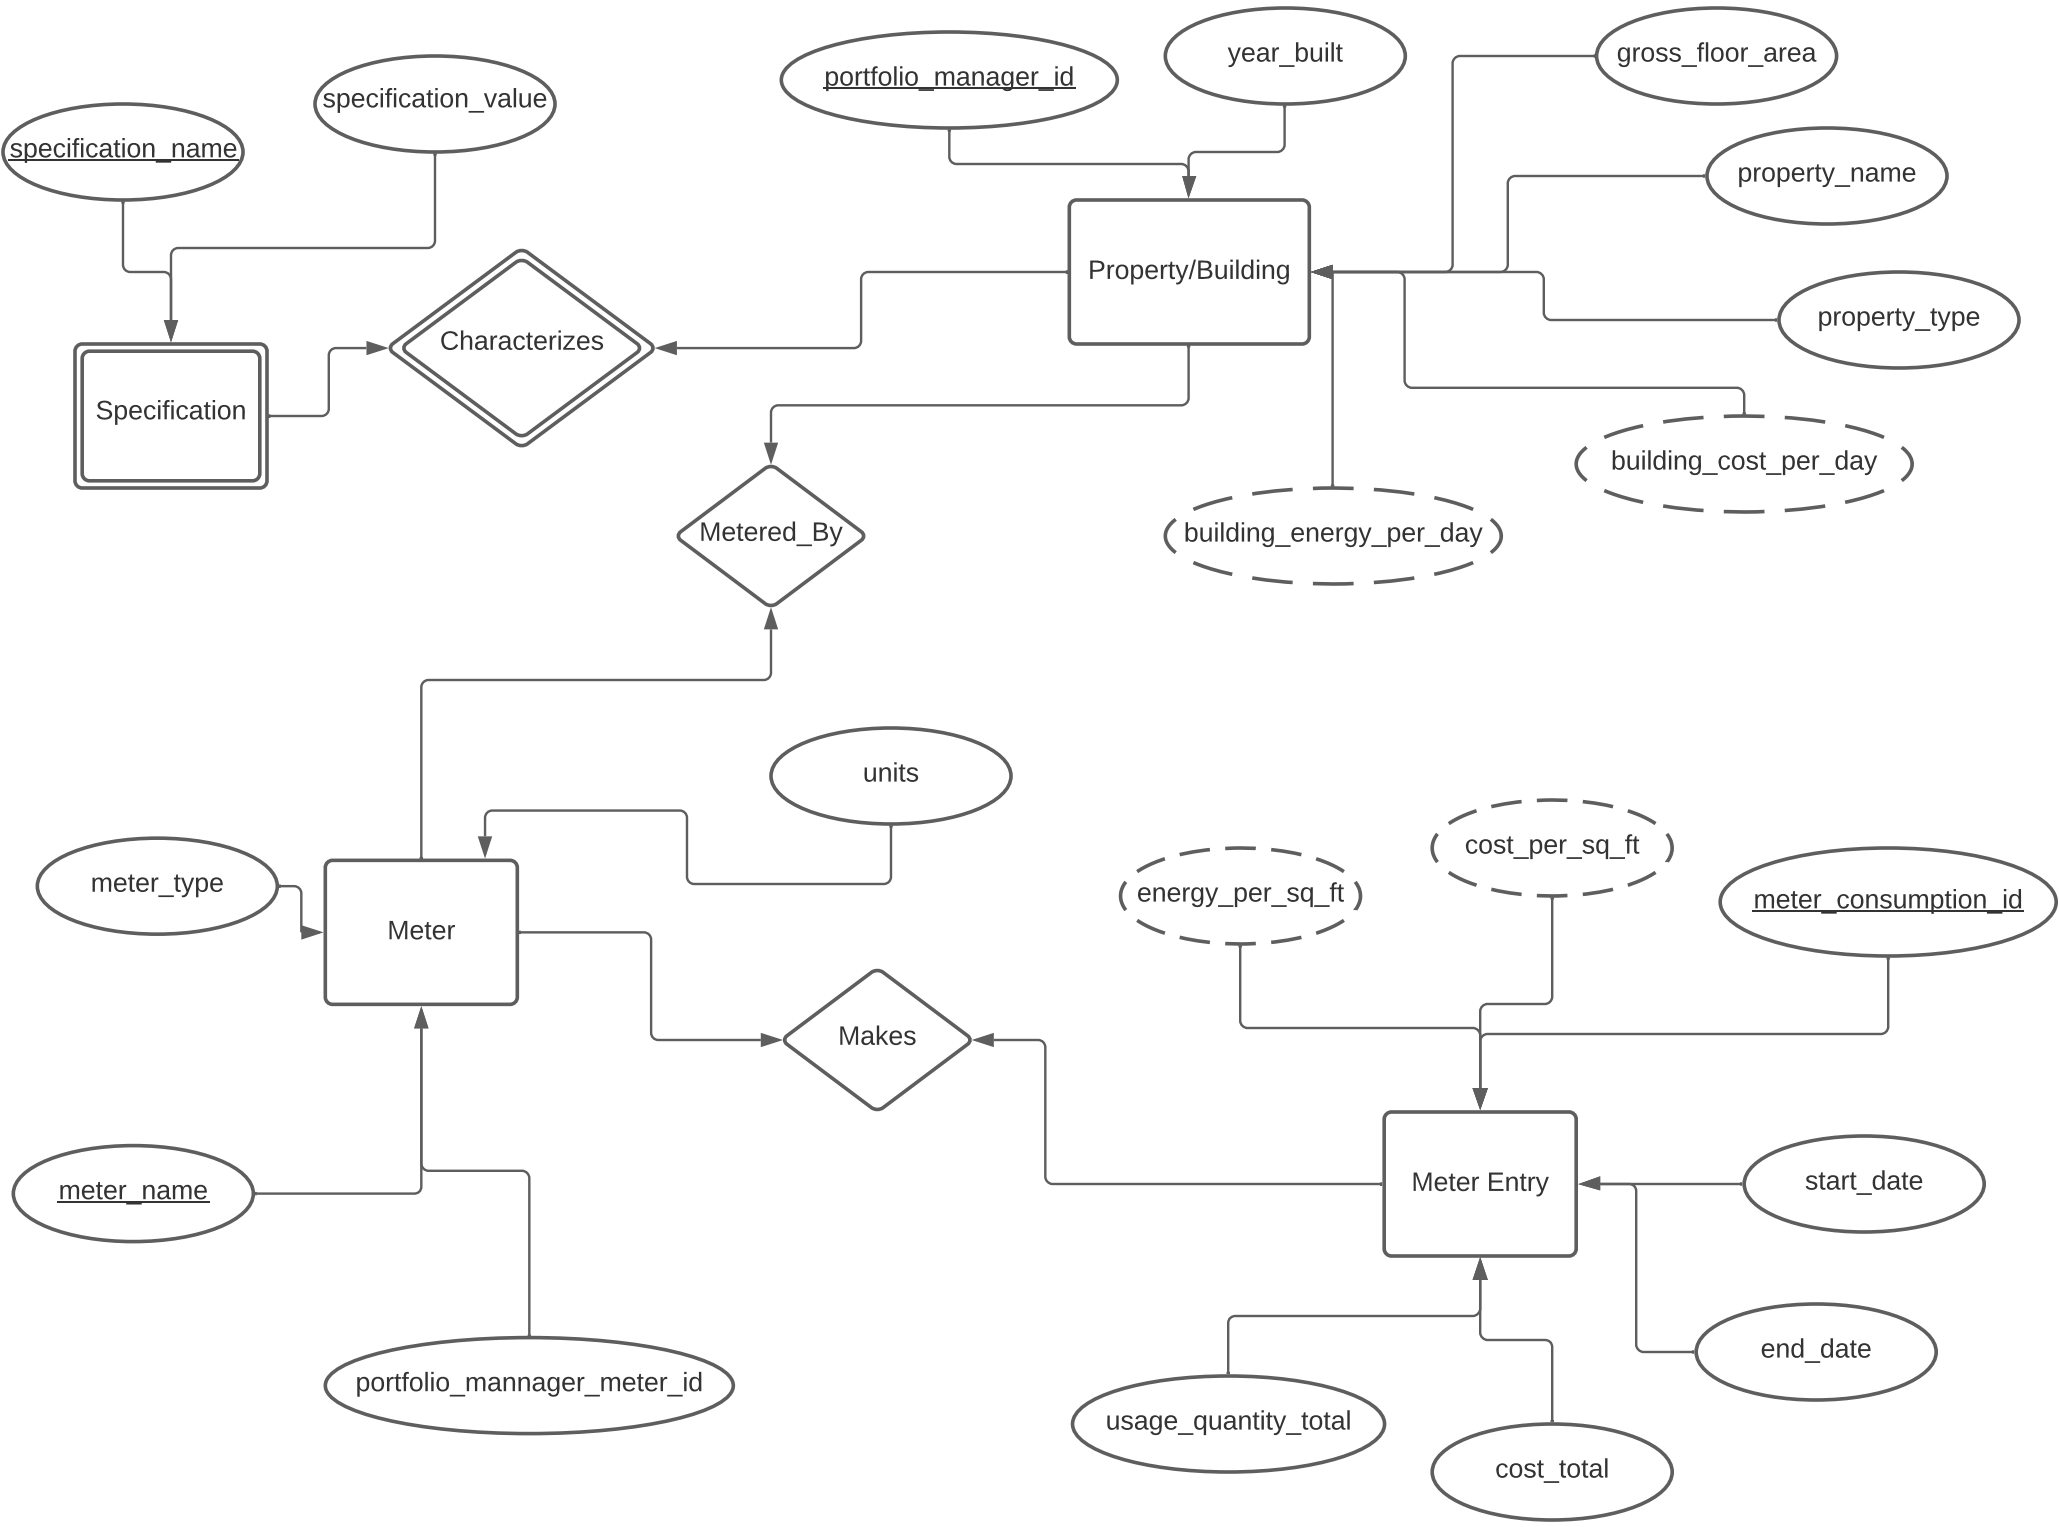 year_built
gross_floor_area
portfolio_manager_id
specification_value
specification_name
property_name
Property/Building
property_type
Characterizes
Specification
building_cost_per_day
Metered_By
building_energy_per_day
units
cost_per_sq_ft
meter_type
energy_per_sq_ft
meter_consumption_id
Meter
Makes
Meter Entry
start_date
meter_name
end_date
portfolio_mannager_meter_id
usage_quantity_total
cost_total